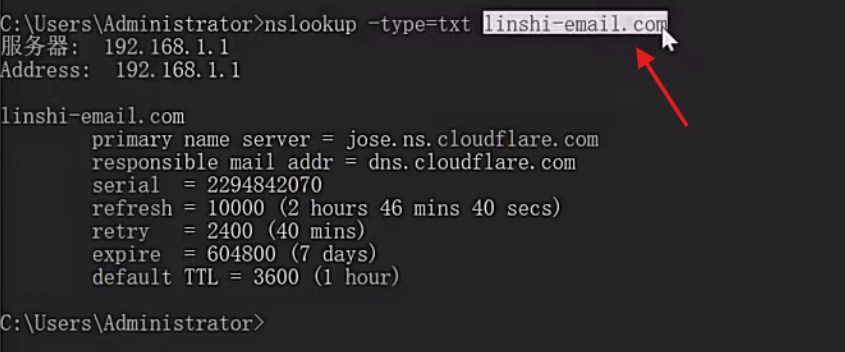 C:\Users\Administrator>nslookup -type=txt linshi-email.com
服务器:  192.168.1.1
Address:  192.168.1.1
linshi-email.com
primary name server = jose.ns.cloudflare.com
responsible mail addr = dns.cloudflare.com
serial  = 2294842070
refresh = 10000 (2 hours 46 mins 40 secs)
retry   = 2400 (40 mins)
expire  = 604800 (7 days)
default TTL = 3600 (1 hour)
C:\Users\Administrator>